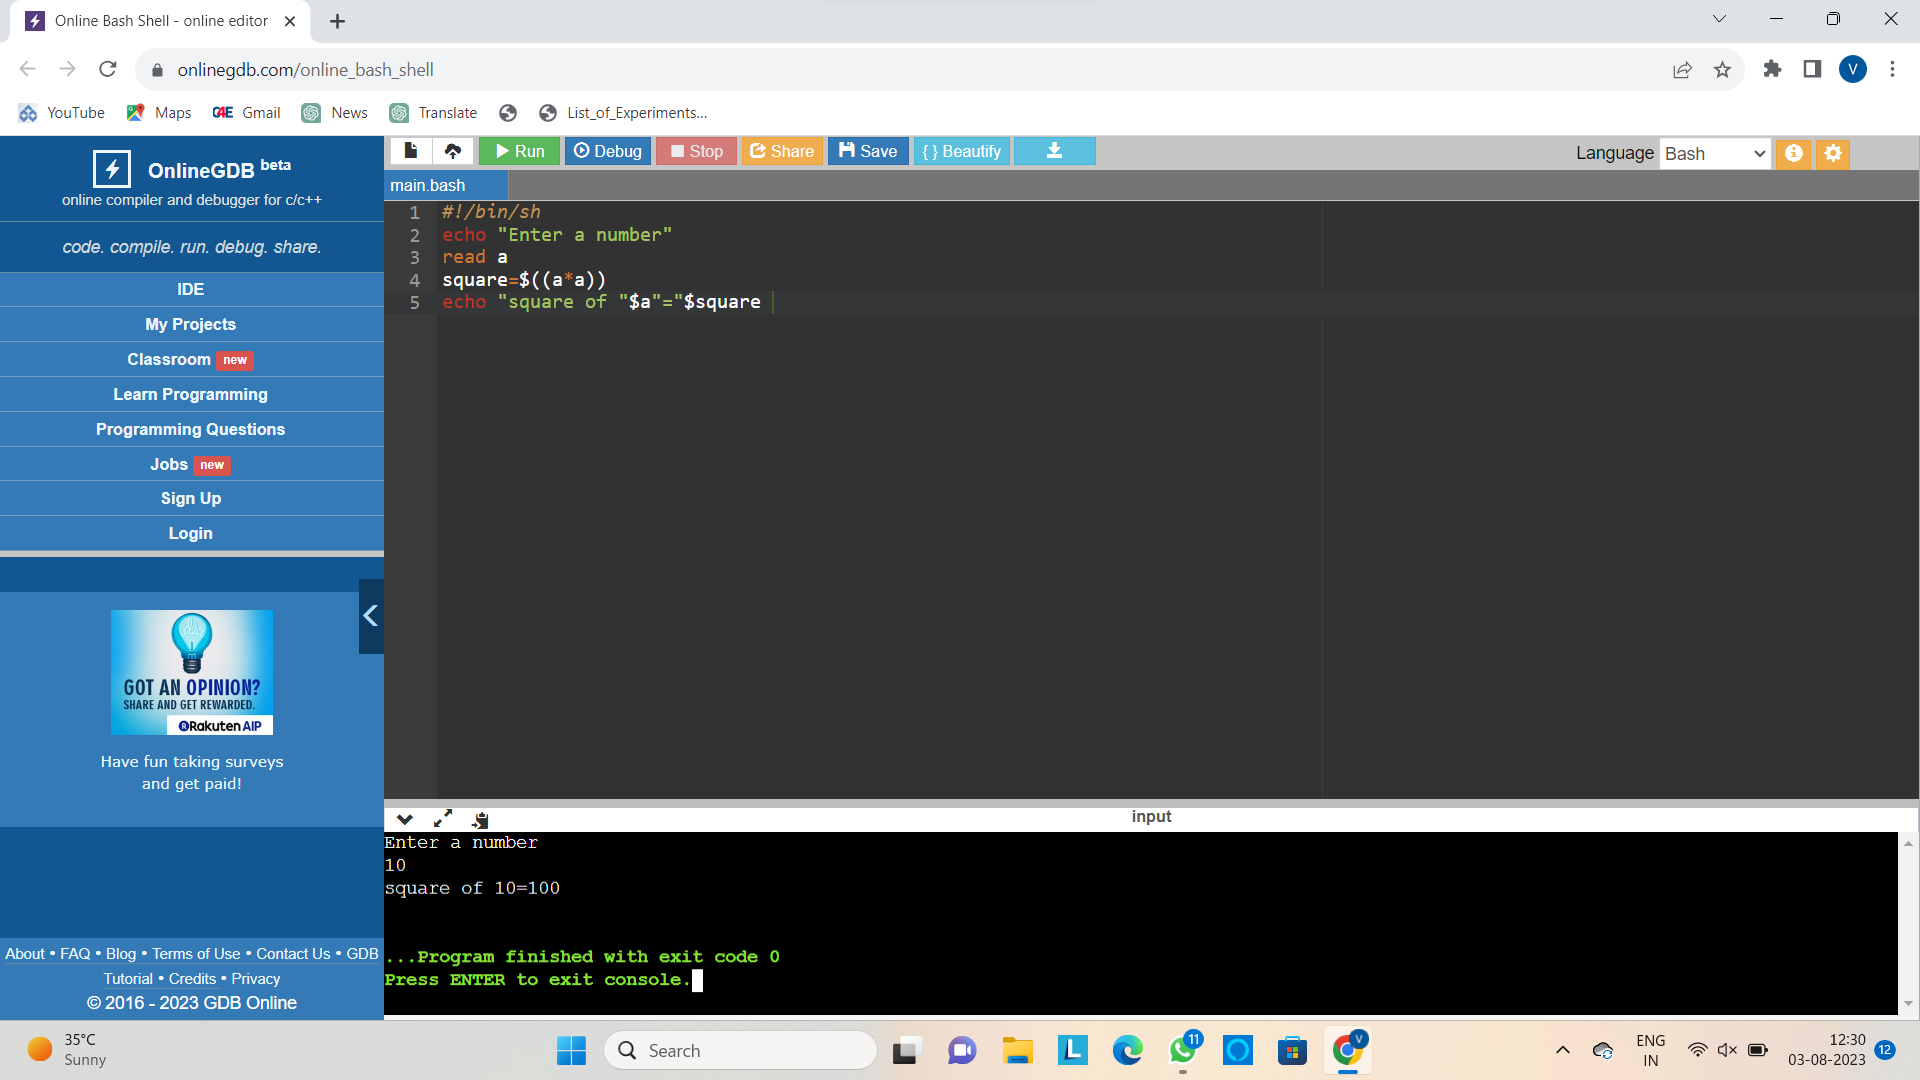 Online Bash Shell - online editor
onlinegdb.com/online_bash_shell
V
YouTube Maps GAE Gmail News Translate List_of_Experiments...
OnlineGDB beta
online compiler and debugger for c/c++
code. compile. run. debug. share.
IDE
My Projects
Classroom new
Learn Programming
Programming Questions
Jobs new
Sign Up
Login
idea
GOT AN OPINION?
SHARE AND GET REWARDED.
Rakuten AIP
Have fun taking surveys
and get paid!
About • FAQ • Blog • Terms of Use • Contact Us • GDB
Tutorial • Credits • Privacy
© 2016 - 2023 GDB Online
Run Debug Stop Share Save { } Beautify
Language Bash
main.bash
1 #!/bin/sh
2 echo "Enter a number"
3 read a
4 square=$((a*a))
5 echo "square of "$a"="$square
input
Enter a number
10
square of 10=100
...Program finished with exit code 0
Press ENTER to exit console.
35°C
Sunny
Search
L
11
V
ENG
IN
12:30
03-08-2023
12